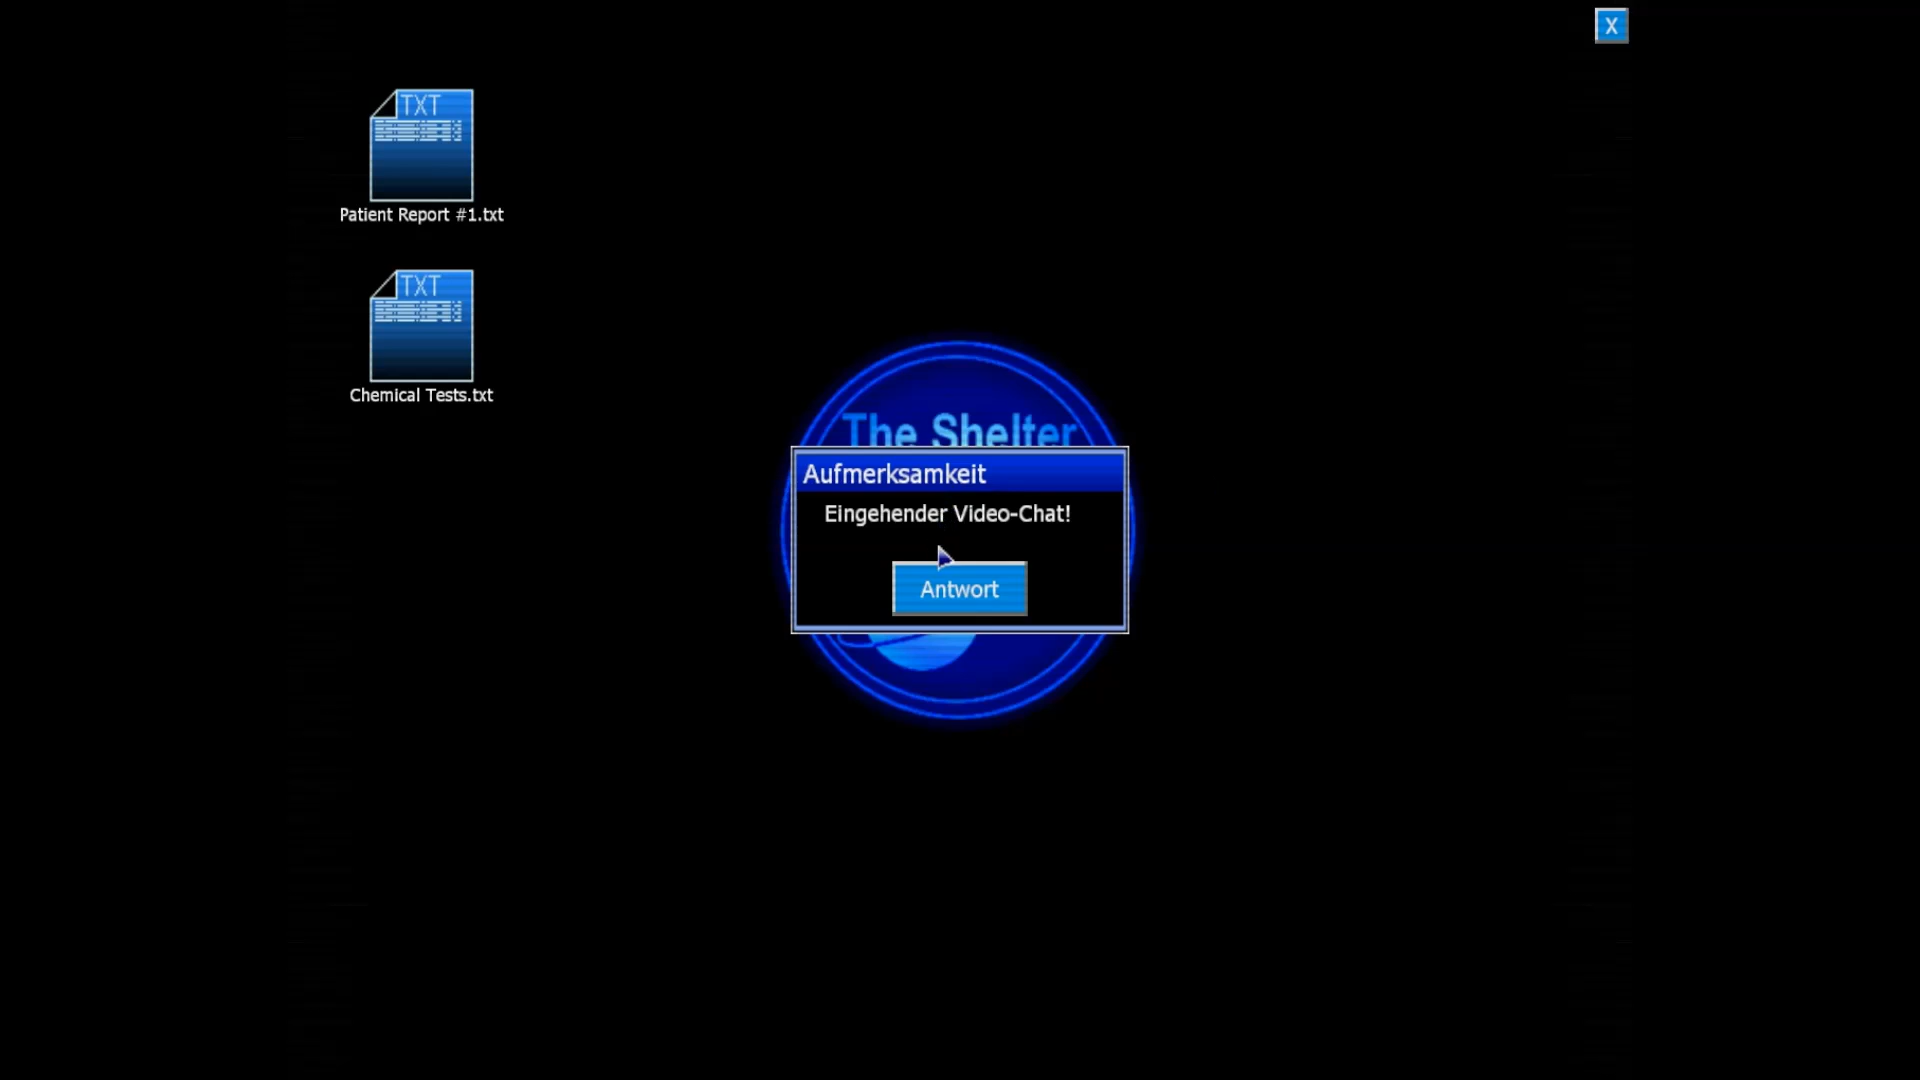 X
TXT
Patient Report #1.txt
TXT
Chemical Tests.txt
The Shelter
Aufmerksamkeit
Eingehender Video-Chat!
Antwort